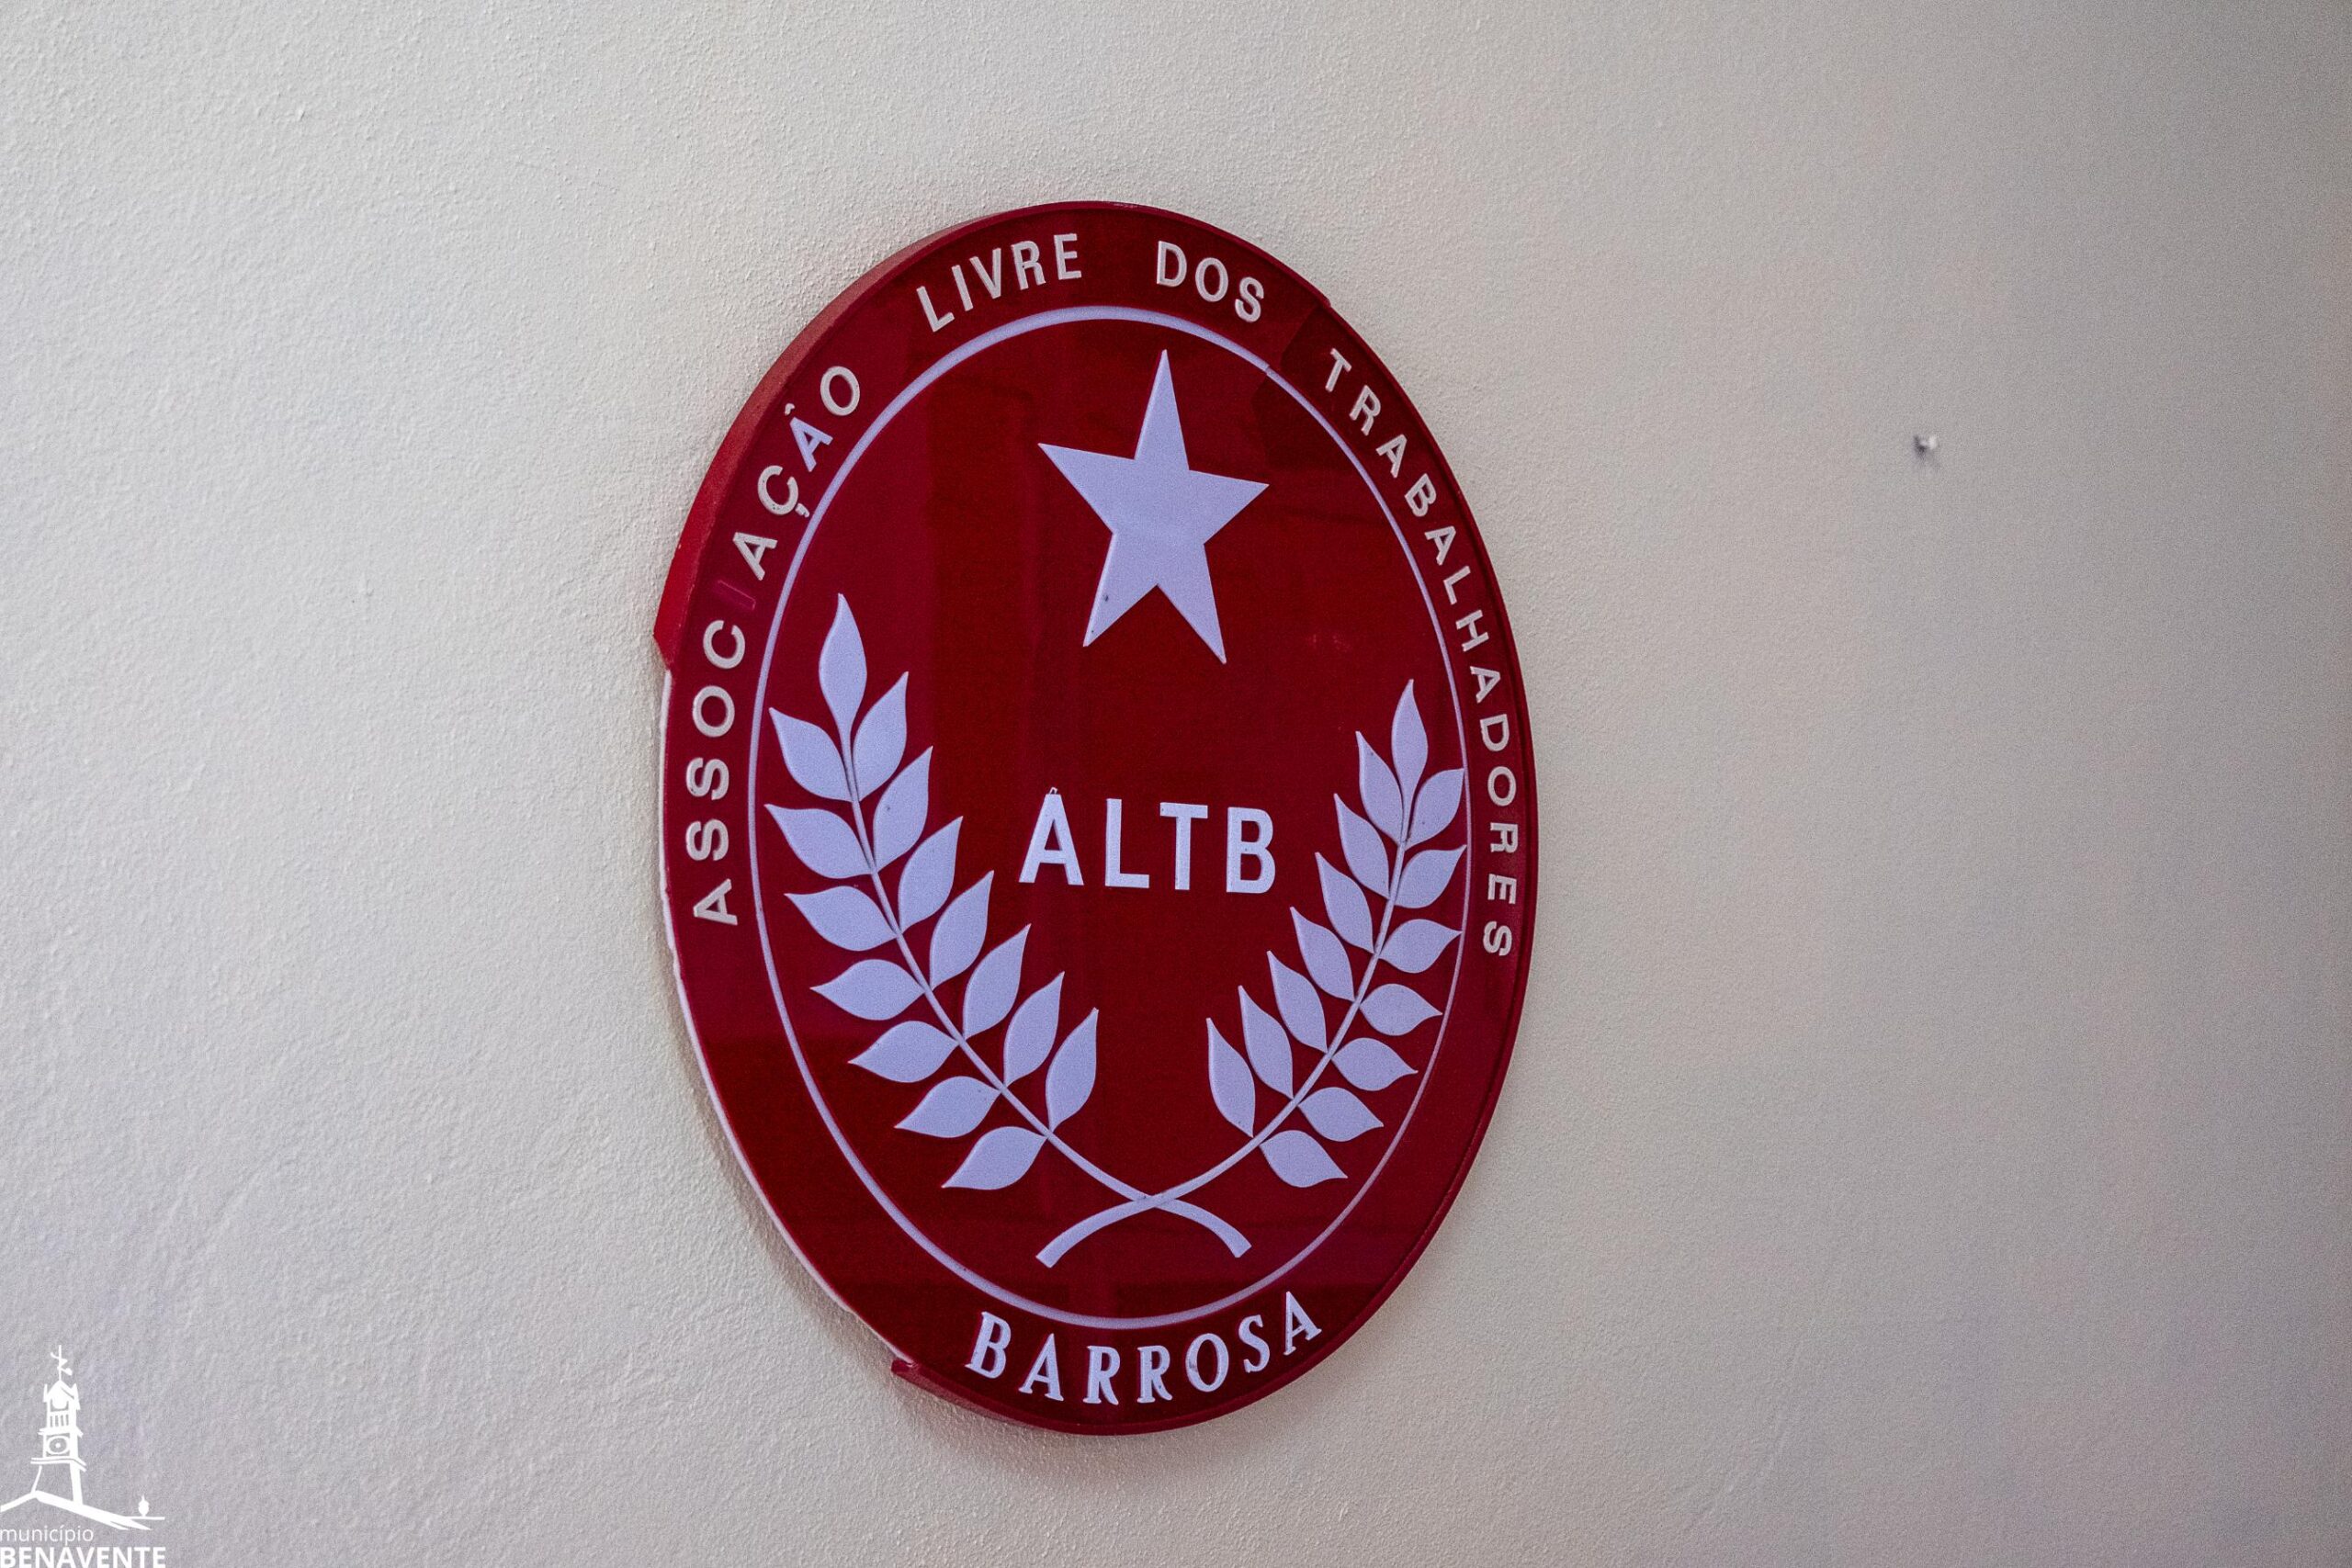 ASSOCIAÇÃO LIVRE DOS TRABALHADORES
ALTB
BARROSA
município
BENAVENTE